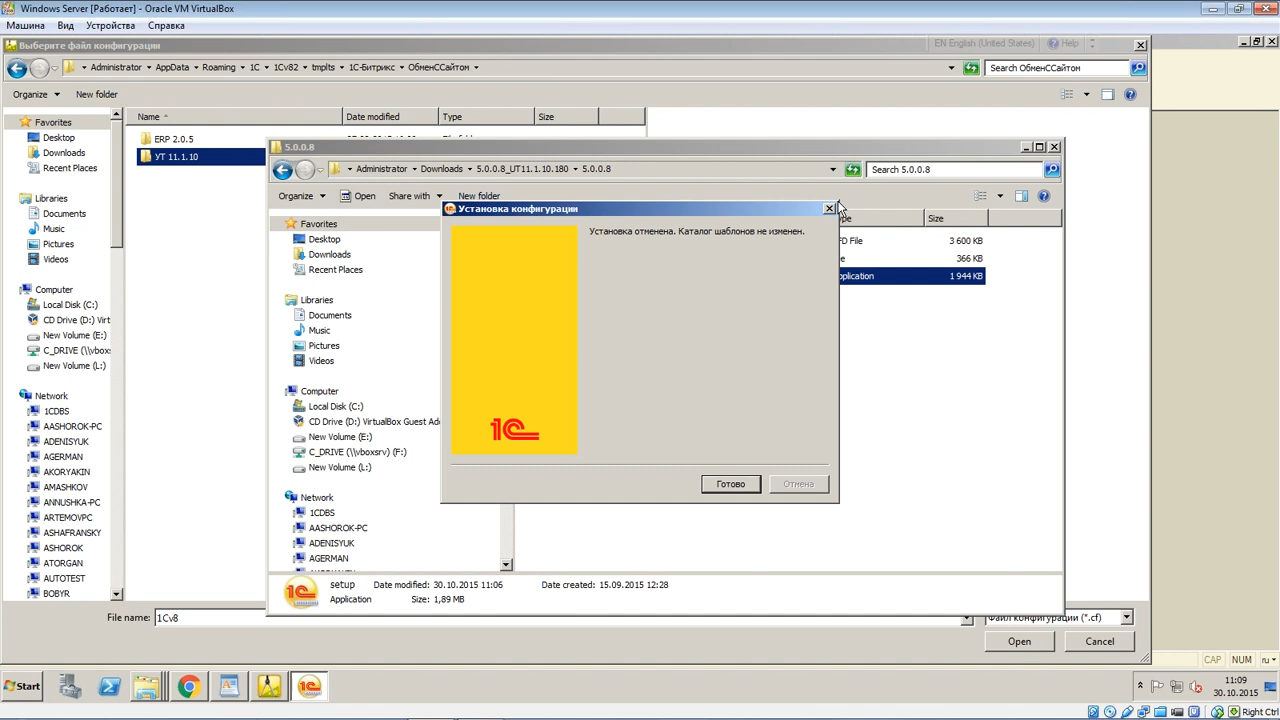 Windows Server [Работает] - Oracle VM VirtualBox
Машина Вид Устройства Справка
Выберите файл конфигурации
EN English (United States) Help
Administrator AppData Roaming 1C 1Cv82 tmplts 1С-Битрикс ОбменССайтом
Search ОбменССайтом
Organize New folder
Name Date modified Type Size
ERP 2.0.5
УТ 11.1.10
Favorites
Desktop
Downloads
Recent Places
Libraries
Documents
Music
Pictures
Videos
Computer
Local Disk (C:)
CD Drive (D:) Virt
New Volume (E:)
C_DRIVE (\\vboxs
New Volume (L:)
Network
1CDBS
AASHOROK-PC
ADENISYUK
AGERMAN
AKORYAKIN
AMASHKOV
ANNUSHKA-PC
ARTEMOVPC
ASHAFRANSKY
ASHOROK
ATORGAN
AUTOTEST
BOBYR
5.0.0.8
Administrator Downloads 5.0.0.8_UT11.1.10.180 5.0.0.8
Search 5.0.0.8
Organize Open Share with New folder
Favorites
Desktop
Downloads
Recent Places
Libraries
Documents
Music
Pictures
Videos
Computer
Local Disk (C:)
CD Drive (D:) VirtualBox Guest Ad
New Volume (E:)
C_DRIVE (\\vboxsrv) (F:)
New Volume (L:)
Network
1CDBS
AASHOROK-PC
ADENISYUK
AGERMAN
Size
FD File 3 600 KB
366 KB
pplication 1 944 KB
Установка конфигурации
Установка отменена. Каталог шаблонов не изменен.
1C
Готово Отмена
setup Date modified: 30.10.2015 11:06 Date created: 15.09.2015 12:28
Application Size: 1,89 MB
File name: 1Cv8
Файл конфигурации (*.cf)
Open Cancel
CAP NUM ru
Start
11:09
30.10.2015
Right Ctrl